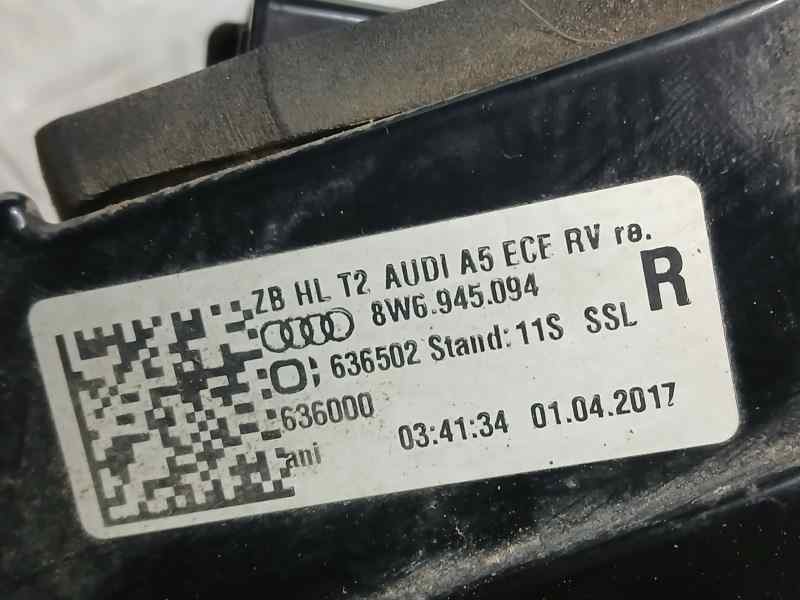 ZB HL T2 AUDI A5 ECE RV re.
8W6.945.094
R
636502 Stand: 11S SSL
636000
ani 03:41:34 01.04.2017